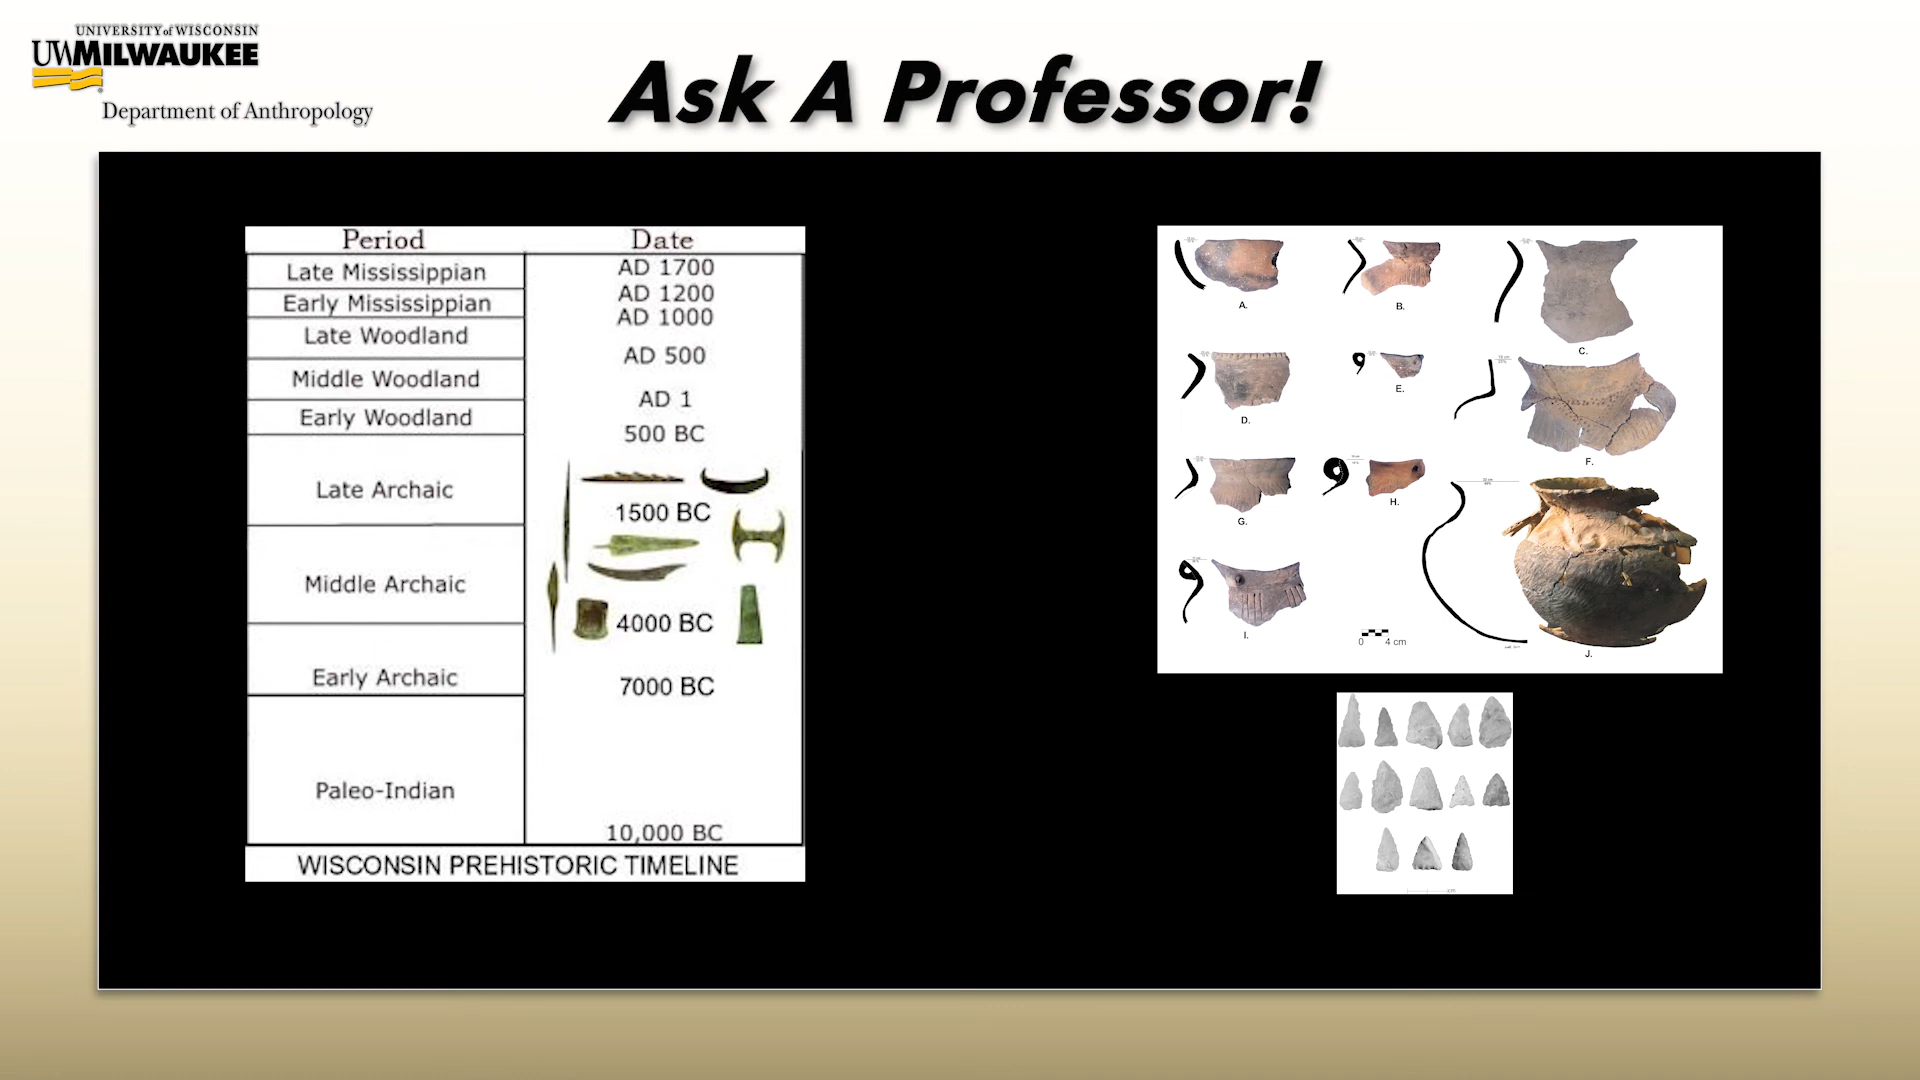 UNIVERSITY of WISCONSIN
UWMILWAUKEE
Department of Anthropology
Ask A Professor!
Period Date
Late Mississippian AD 1700
Early Mississippian AD 1200
AD 1000
Late Woodland
AD 500
Middle Woodland
AD 1
Early Woodland
500 BC
Late Archaic
1500 BC
Middle Archaic
4000 BC
Early Archaic 7000 BC
Paleo-Indian
10,000 BC
WISCONSIN PREHISTORIC TIMELINE
A. B. C.
D. E. F.
G. H.
I. J.
0 4 cm
cm